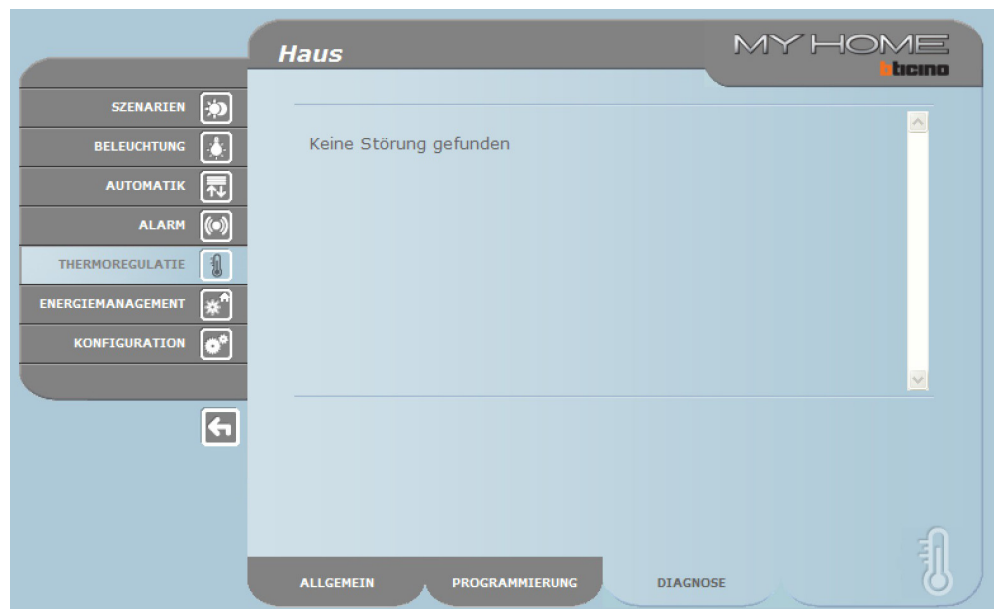 Haus
MY HOME
bticino
SZENARIEN
BELEUCHTUNG
AUTOMATIK
ALARM
THERMOREGULATIE
ENERGIEMANAGEMENT
KONFIGURATION
Keine Störung gefunden
ALLGEMEIN
PROGRAMMIERUNG
DIAGNOSE